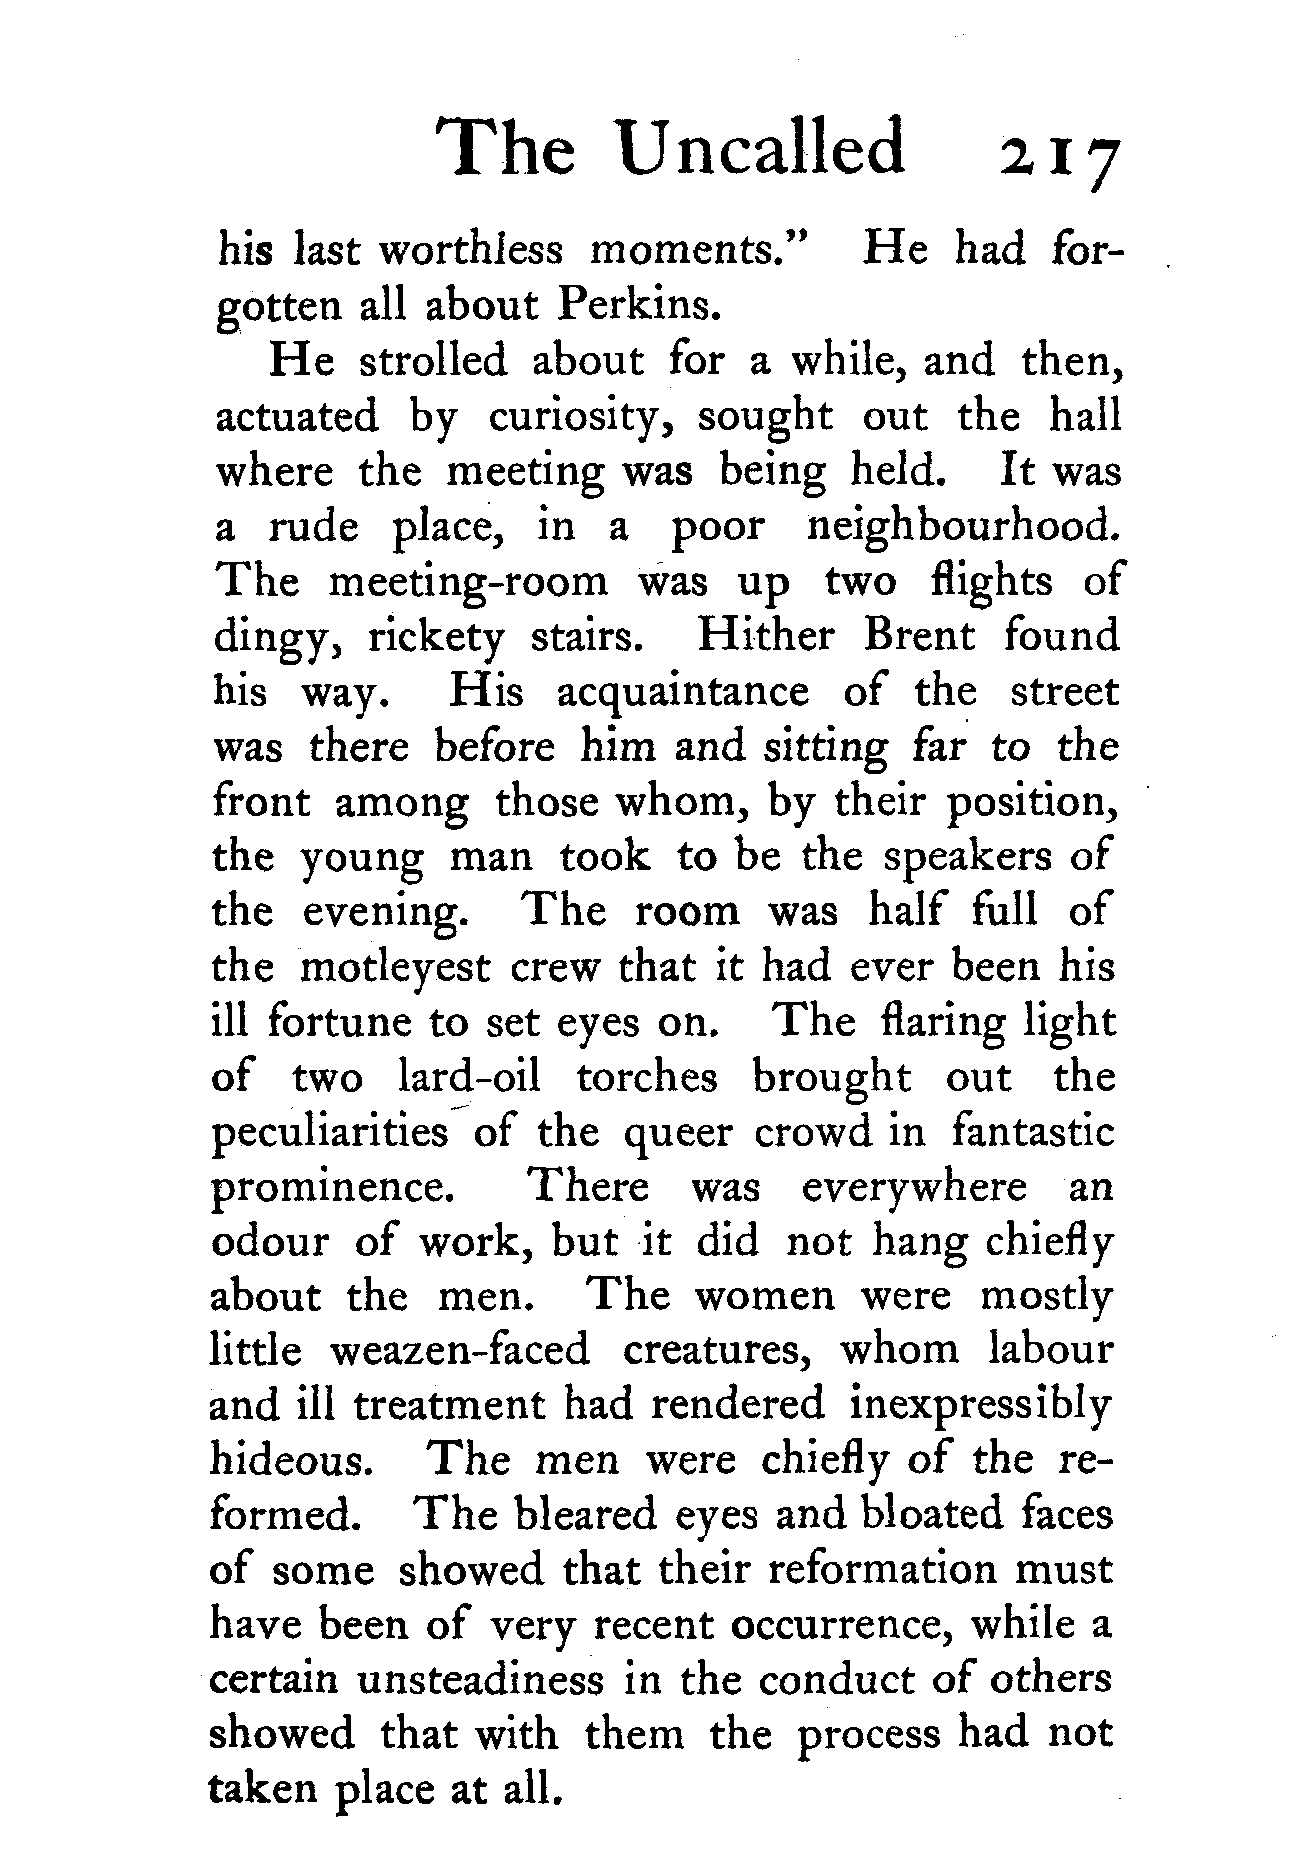 The Uncalled 217
his last worthless moments.” He had for-
gotten all about Perkins.
He strolled about for a while, and then,
actuated by curiosity, sought out the hall
where the meeting was being held. It was
a rude place, in a poor neighbourhood.
The meeting-room was up two flights of
dingy, rickety stairs. Hither Brent found
his way. His acquaintance of the street
was there before him and sitting far to the
front among those whom, by their position,
the young man took to be the speakers of
the evening. The room was half full of
the motleyest crew that it had ever been his
ill fortune to set eyes on. The flaring light
of two lard-oil torches brought out the
peculiarities of the queer crowd in fantastic
prominence. There was everywhere an
odour of work, but it did not hang chiefly
about the men. The women were mostly
little weazen-faced creatures, whom labour
and ill treatment had rendered inexpressibly
hideous. The men were chiefly of the re-
formed. The bleared eyes and bloated faces
of some showed that their reformation must
have been of very recent occurrence, while a
certain unsteadiness in the conduct of others
showed that with them the process had not
taken place at all.